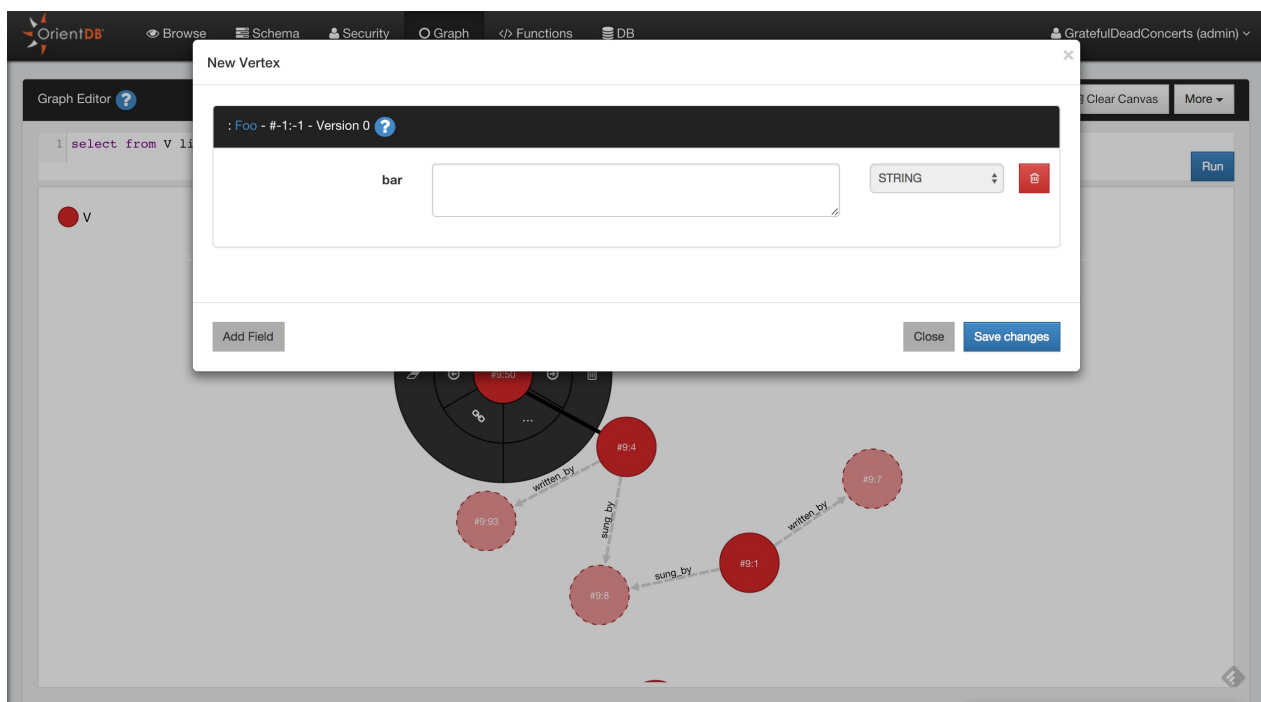 OrientDB Browse Schema Security Graph </> Functions DB GratefulDeadConcerts (admin)
New Vertex ×
Graph Editor ? Clear Canvas More
: Foo - #-1:-1 - Version 0 ?
1 select from V li
Run
bar STRING
V
Add Field Close Save changes
#9:50
...
#9:4
written_by
#9:7
#9:93
sung_by
written_by
sung_by
#9:1
#9:8